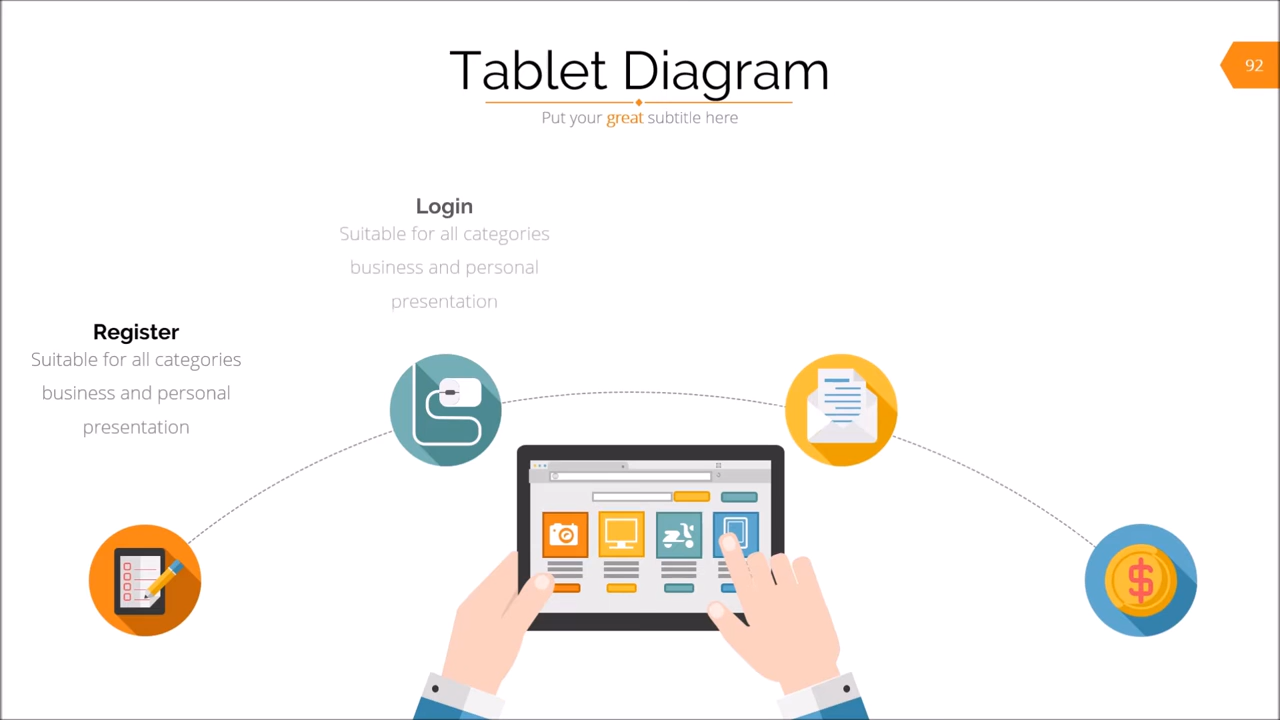 Tablet Diagram
92
Put your great subtitle here
Login
Suitable for all categories
business and personal
presentation
Register
Suitable for all categories
business and personal
presentation
$